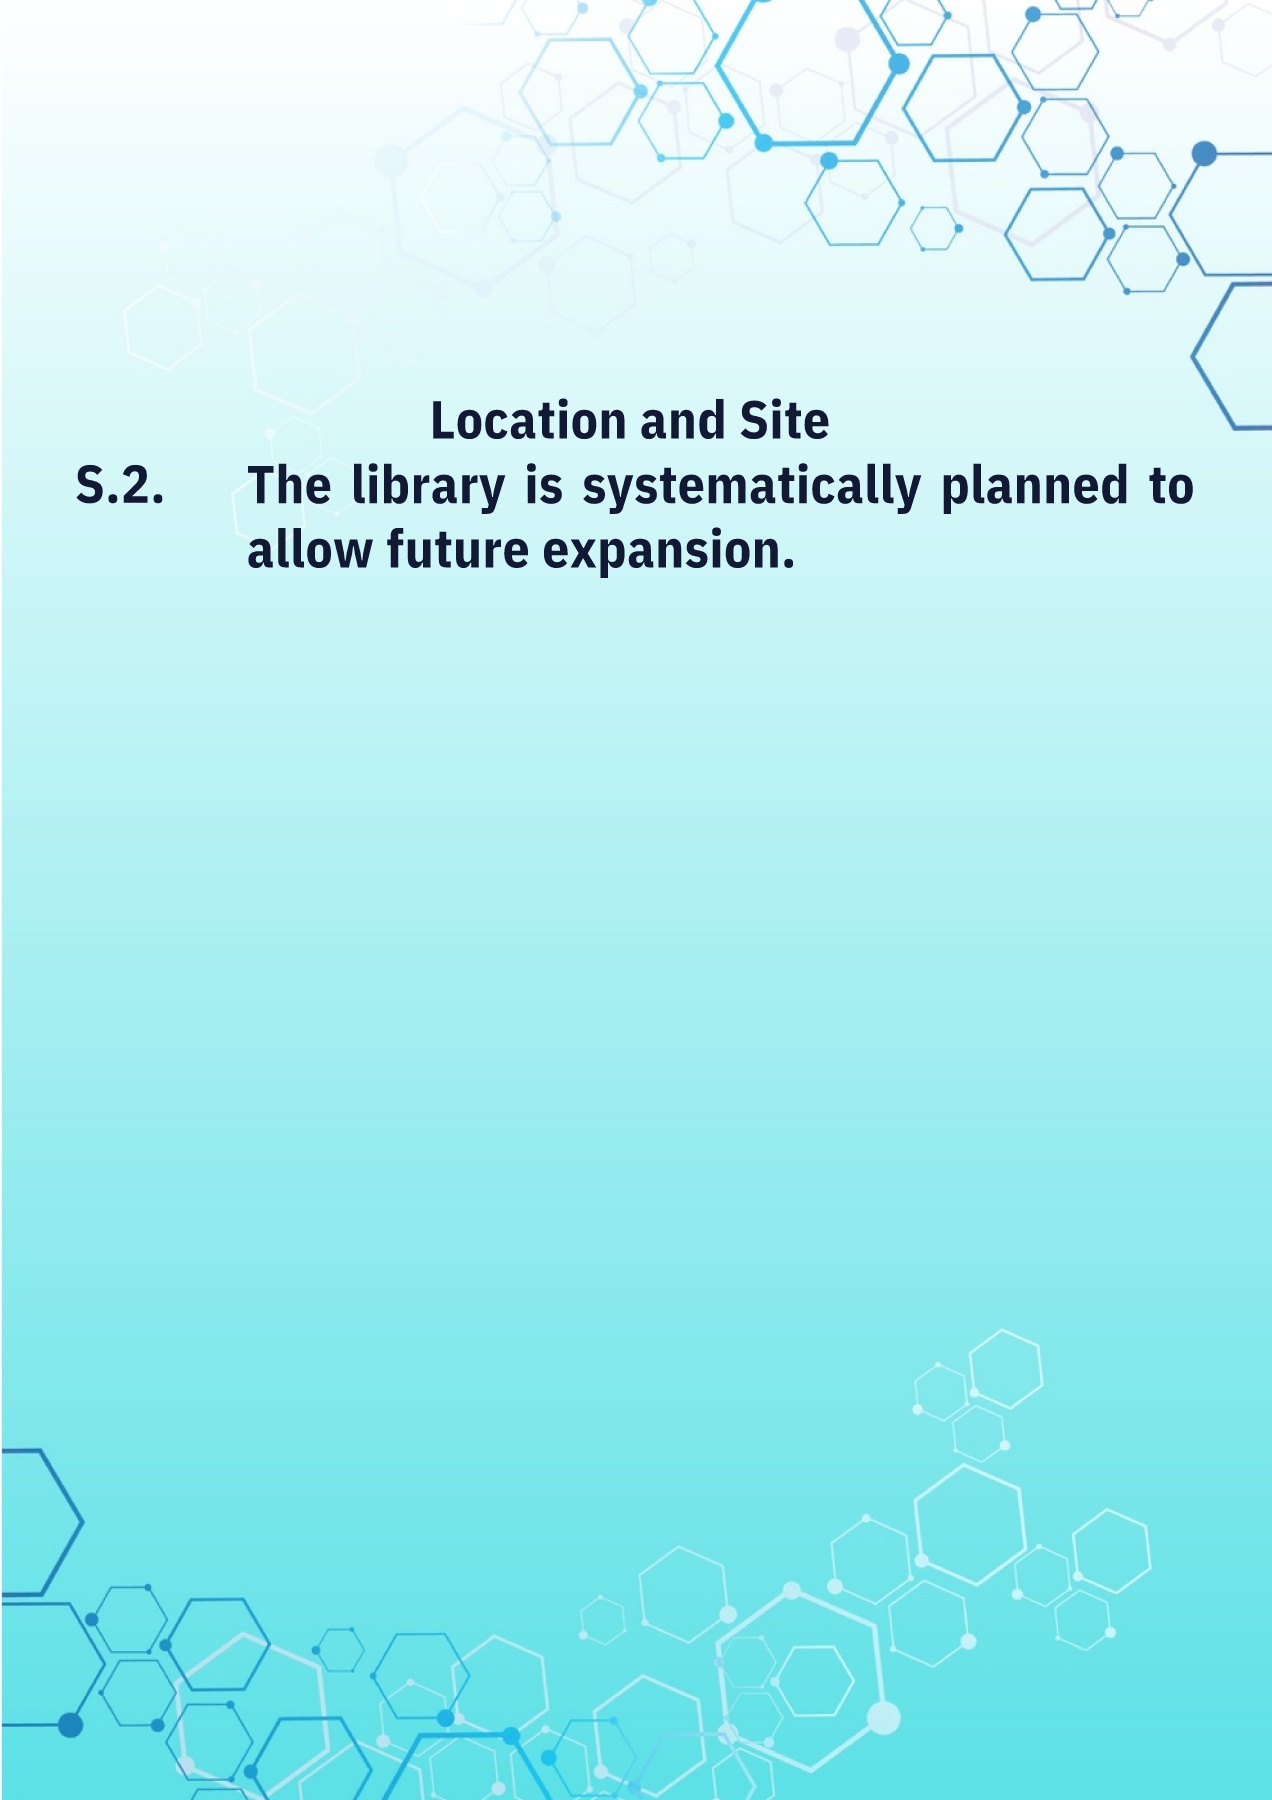 Location and Site
S.2. The library is systematically planned to
allow future expansion.